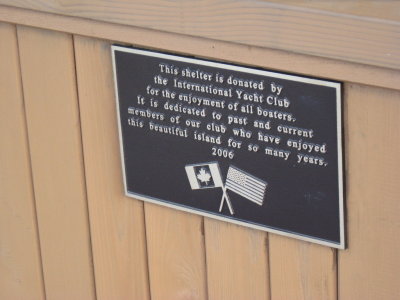 This shelter is donated by
the International Yacht Club
for the enjoyment of all boaters.
It is dedicated to past and current
members of our club who have enjoyed
this beautiful island for so many years.
2006